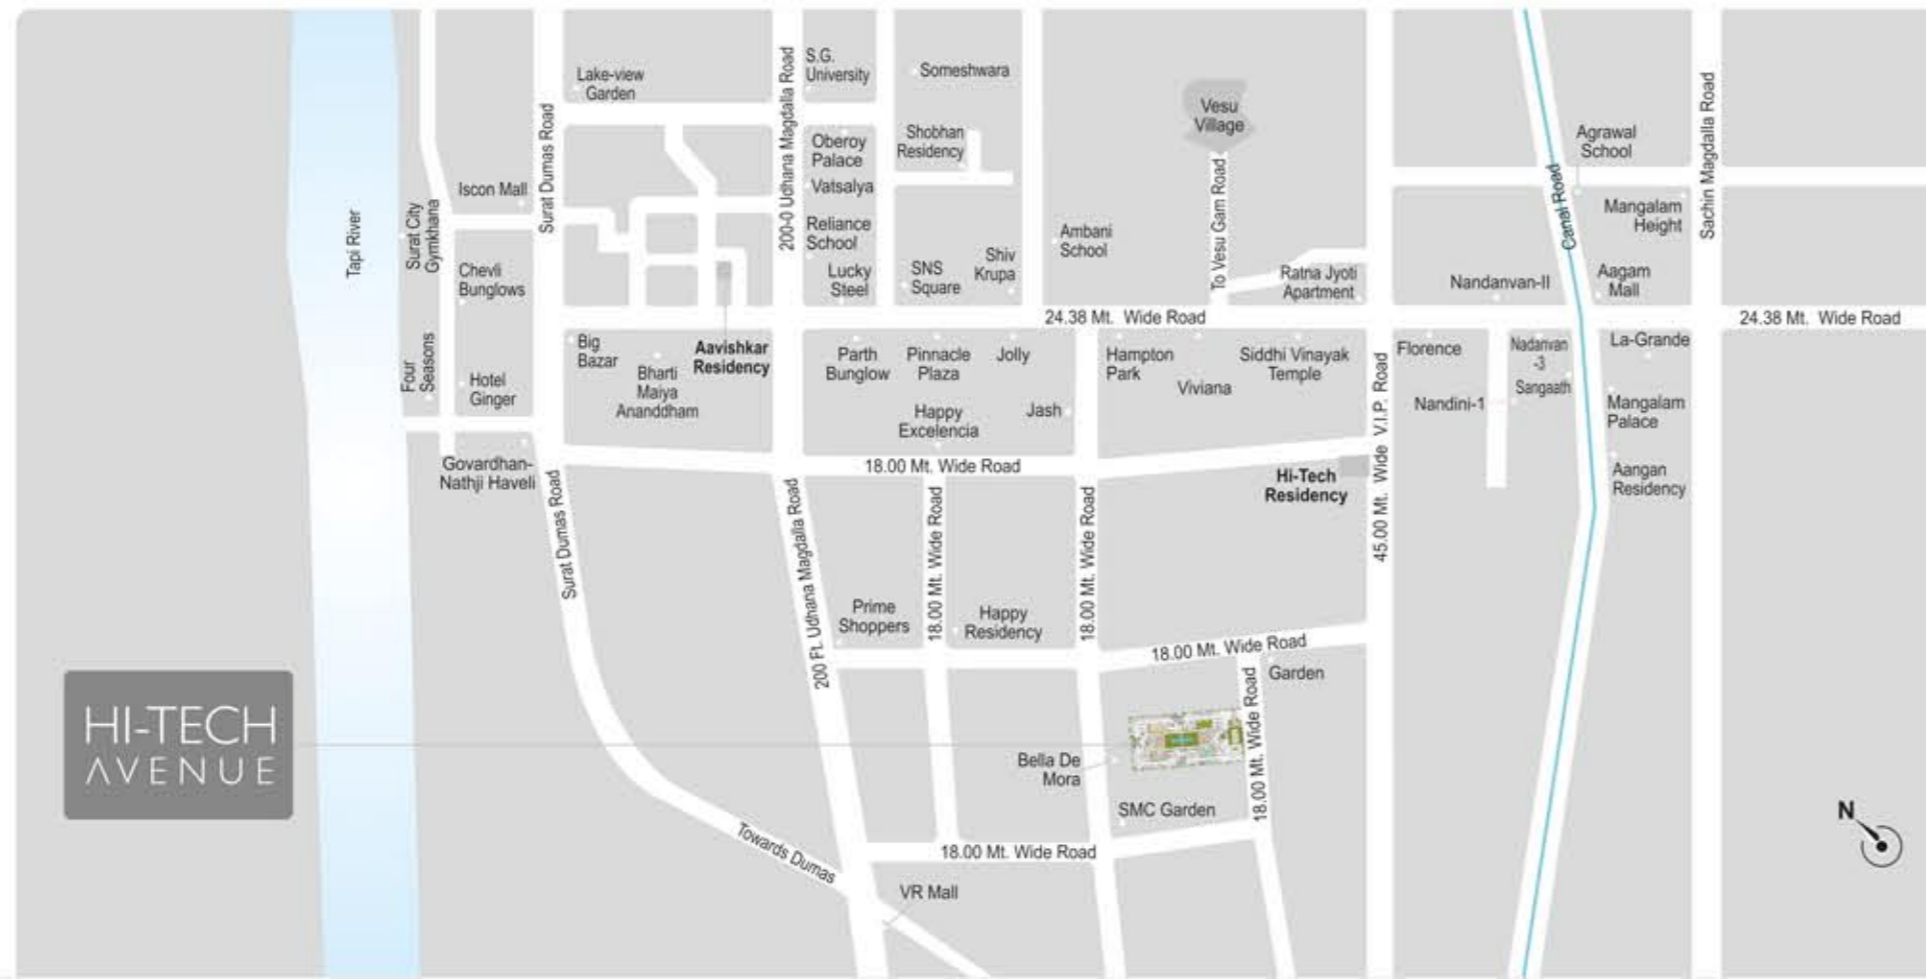 Lake-view
Garden
S.G.
University
Someshwara
Vesu
Village
Oberoy
Palace
Shobhan
Residency
Agrawal
School
Surat Dumas Road
200-0 Udhana Magdalla Road
To Vesu Gam Road
Canal Road
Sachin Magdalla Road
Iscon Mall
Vatsalya
Mangalam
Height
Tapi River
Surat City
Gymkhana
Reliance
School
Ambani
School
Chevli
Bunglows
Lucky
Steel
SNS
Square
Shiv
Krupa
Ratna Jyoti
Apartment
Nandanvan-II
Aagam
Mall
24.38 Mt. Wide Road
24.38 Mt. Wide Road
Four
Seasons
Big
Bazar
Bharti
Maiya
Ananddham
Aavishkar
Residency
Parth
Bunglow
Pinnacle
Plaza
Jolly
Hampton
Park
Viviana
Siddhi Vinayak
Temple
Florence
Nadanvan
-3
Sangaath
La-Grande
Hotel
Ginger
Happy
Excelencia
Jash
Nandini-1
Mangalam
Palace
45.00 Mt. Wide V.I.P. Road
Govardhan-
Nathji Haveli
18.00 Mt. Wide Road
Hi-Tech
Residency
Aangan
Residency
Surat Dumas Road
200 Ft. Udhana Magdalla Road
18.00 Mt. Wide Road
18.00 Mt. Wide Road
Prime
Shoppers
Happy
Residency
18.00 Mt. Wide Road
Garden
18.00 Mt. Wide Road
HI-TECH
AVENUE
Bella De
Mora
SMC Garden
Towards Dumas
18.00 Mt. Wide Road
VR Mall
N